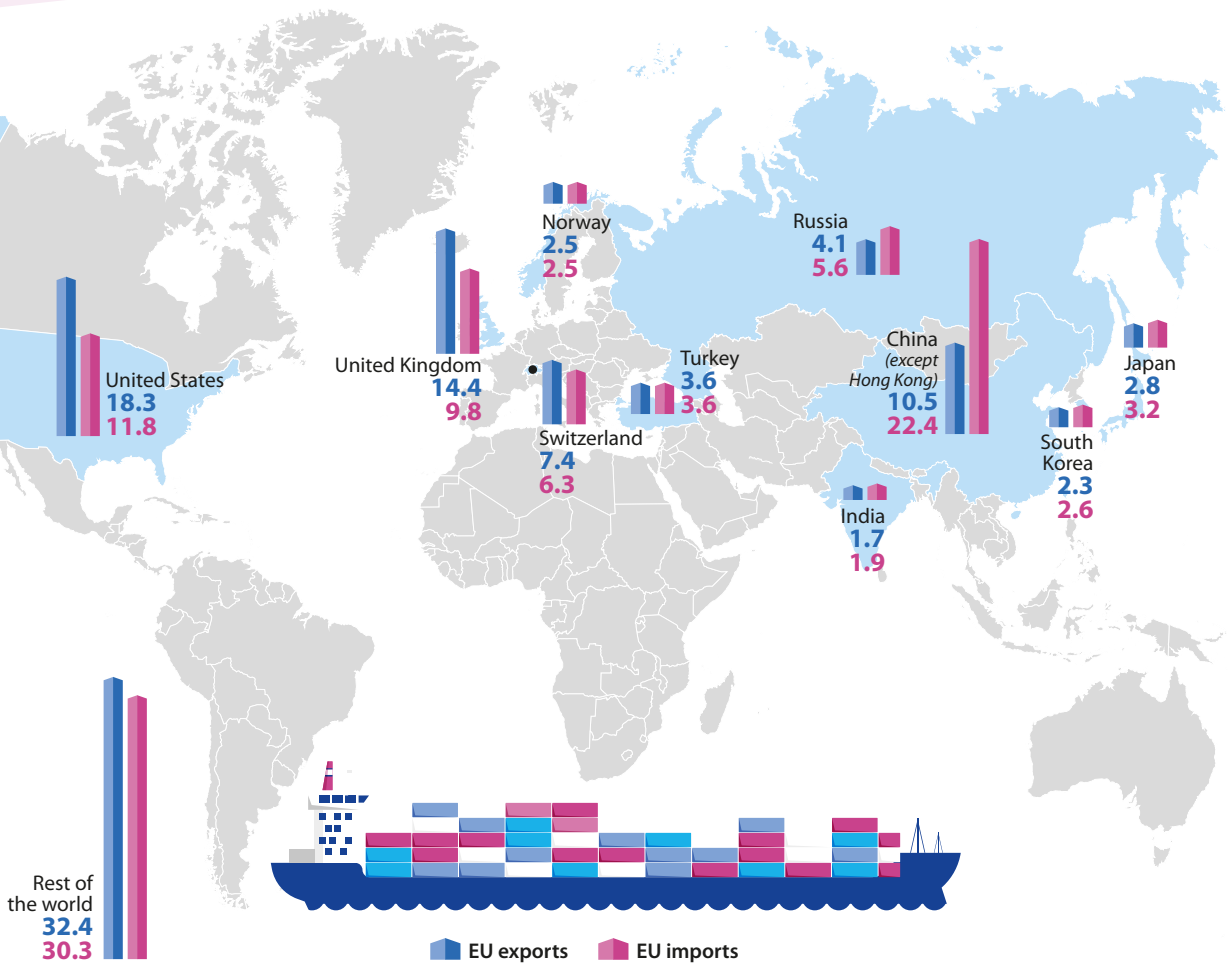 Norway
2.5
2.5
Russia
4.1
5.6
United States
18.3
11.8
United Kingdom
14.4
9.8
Switzerland
7.4
6.3
Turkey
3.6
3.6
China
(except
Hong Kong)
10.5
22.4
Japan
2.8
3.2
South
Korea
2.3
2.6
India
1.7
1.9
Rest of
the world
32.4
30.3
EU exports
EU imports